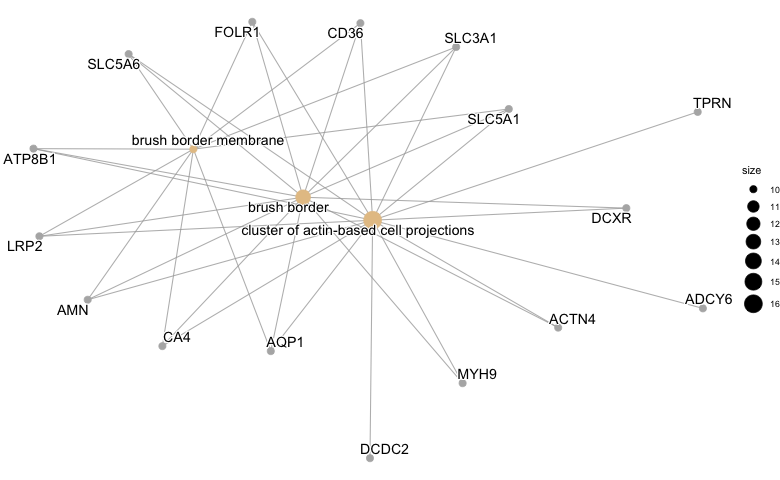 FOLR1
CD36
SLC3A1
SLC5A6
TPRN
SLC5A1
brush border membrane
ATP8B1
size
10
11
12
13
14
15
16
brush border
DCXR
cluster of actin-based cell projections
LRP2
ADCY6
AMN
ACTN4
CA4
AQP1
MYH9
DCDC2